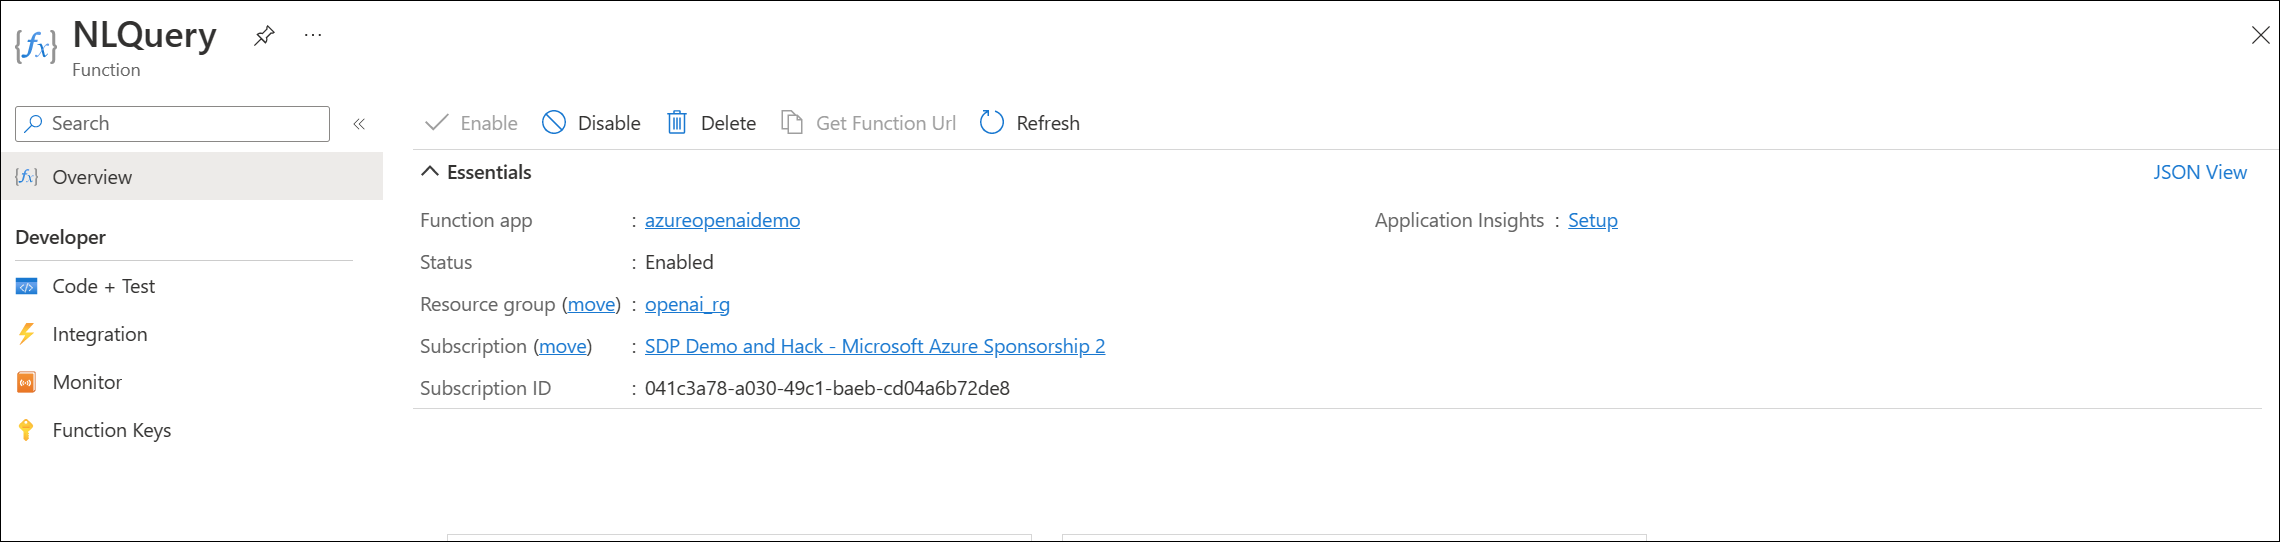 {fx} NLQuery ...
Function
Search «
Enable Disable Delete Get Function Url Refresh
{fx} Overview
Essentials JSON View
Function app : azureopenaidemo Application Insights : Setup
Developer
Status : Enabled
Code + Test
Resource group (move) : openai_rg
Integration
Subscription (move) : SDP Demo and Hack - Microsoft Azure Sponsorship 2
Monitor
Subscription ID : 041c3a78-a030-49c1-baeb-cd04a6b72de8
Function Keys